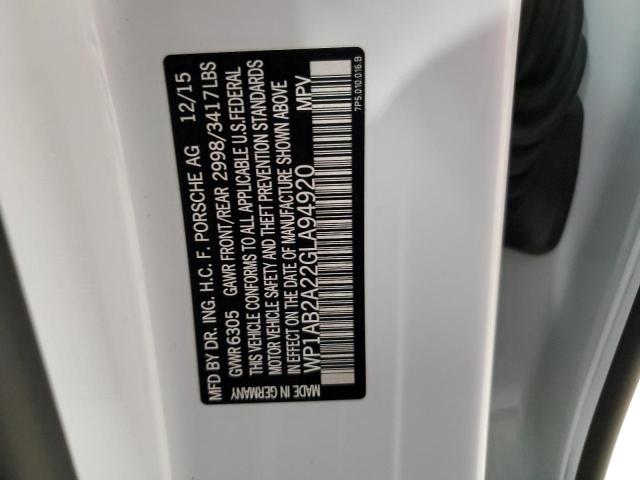 MFD BY DR. ING. H.C. F. PORSCHE AG 12/15
GWR 6305 GAWR FRONT/REAR 2998/3417LBS
THIS VEHICLE CONFORMS TO ALL APPLICABLE U.S.FEDERAL
MOTOR VEHICLE SAFETY AND THEFT PREVENTION STANDARDS
IN EFFECT ON THE DATE OF MANUFACTURE SHOWN ABOVE
WP1AB2A22GLA94920 MPV
MADE IN GERMANY
7P5.010.016.B